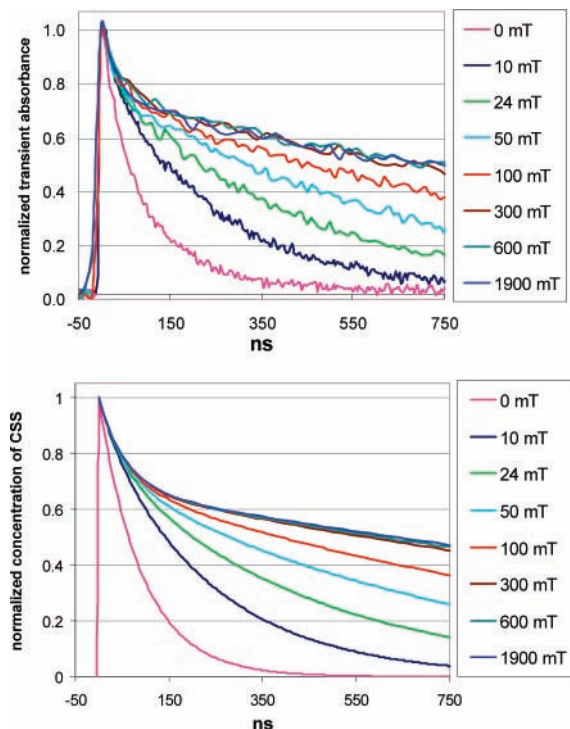 normalized transient absorbance
1.0
0.8
0.6
0.4
0.2
0.0
-50
150
350
550
750
ns
0 mT
10 mT
24 mT
50 mT
100 mT
300 mT
600 mT
1900 mT
normalized concentration of CSS
1
0.8
0.6
0.4
0.2
0
-50
150
350
550
750
ns
0 mT
10 mT
24 mT
50 mT
100 mT
300 mT
600 mT
1900 mT